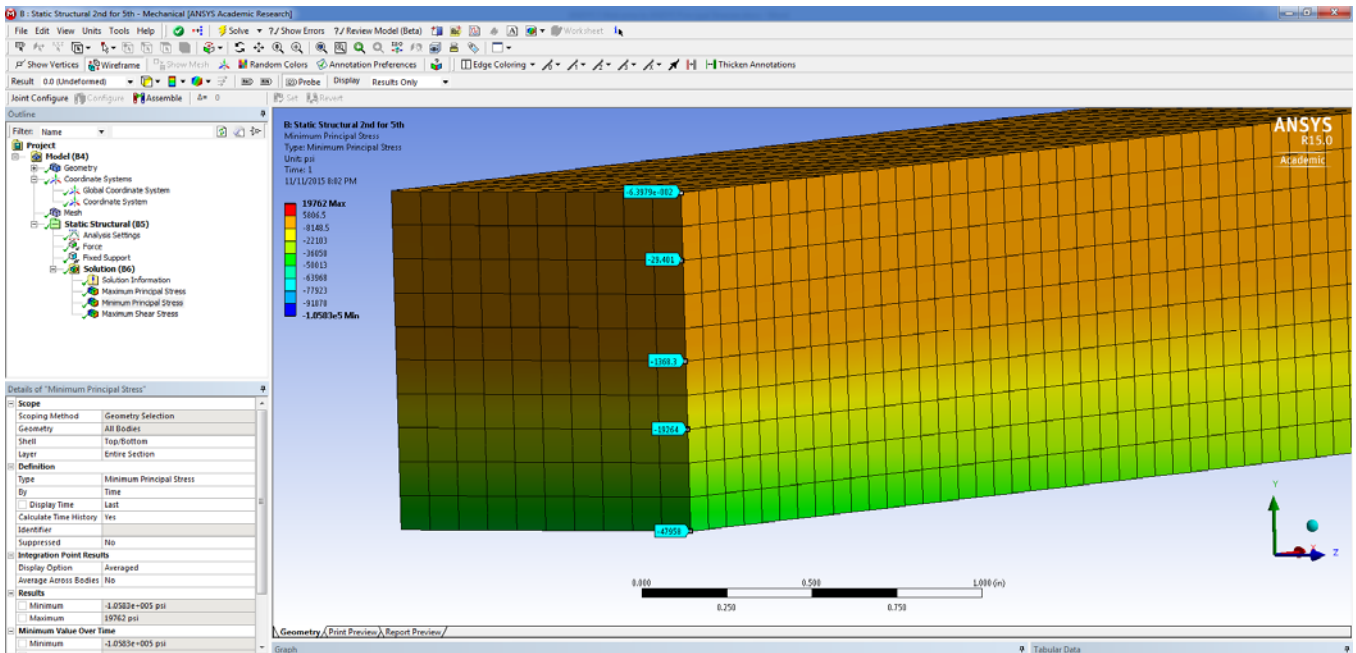 B : Static Structural 2nd for 5th - Mechanical [ANSYS Academic Research]
File Edit View Units Tools Help Solve ?/ Show Errors ?/ Review Model (Beta) Worksheet
Show Vertices Wireframe Show Mesh Random Colors Annotation Preferences Edge Coloring Thicken Annotations
Result 0.0 (Undeformed) Probe Display Results Only
Joint Configure Configure Assemble Δ= 0 Set Revert
Outline
Filter: Name
Project
Model (B4)
Geometry
Coordinate Systems
Global Coordinate System
Coordinate System
Mesh
Static Structural (B5)
Analysis Settings
Force
Fixed Support
Solution (B6)
Solution Information
Maximum Principal Stress
Minimum Principal Stress
Maximum Shear Stress
Details of "Minimum Principal Stress"
Scope
Scoping Method Geometry Selection
Geometry All Bodies
Shell Top/Bottom
Layer Entire Section
Definition
Type Minimum Principal Stress
By Time
Display Time Last
Calculate Time History Yes
Identifier
Suppressed No
Integration Point Results
Display Option Averaged
Average Across Bodies No
Results
Minimum -1.0583e+005 psi
Maximum 19762 psi
Minimum Value Over Time
Minimum -1.0583e+005 psi
B: Static Structural 2nd for 5th
Minimum Principal Stress
Type: Minimum Principal Stress
Unit: psi
Time: 1
11/11/2015 8:02 PM
19762 Max
5806.5
-8148.5
-22103
-36058
-50013
-63968
-77923
-91878
-1.0583e5 Min
-6.3979e-002
-29.401
-1368.3
-19264
-47958
ANSYS
R15.0
Academic
Y
X
Z
0.000 0.500 1.000 (in)
0.250 0.750
Geometry Print Preview Report Preview
Graph
Tabular Data